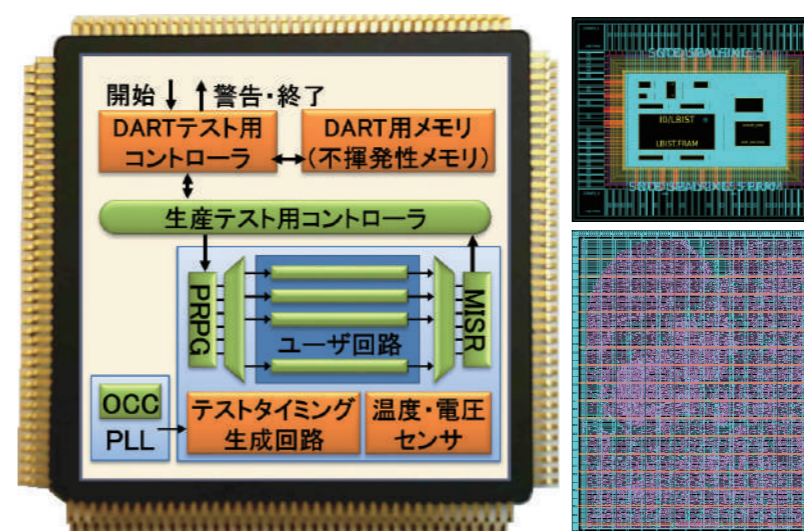 開始
警告・終了
DARTテスト用
コントローラ
DART用メモリ
(不揮発性メモリ)
生産テスト用コントローラ
PRPG
MISR
ユーザ回路
OCC
PLL
テストタイミング
生成回路
温度・電圧
センサ
IO/LBIST
LBIST.FRAM